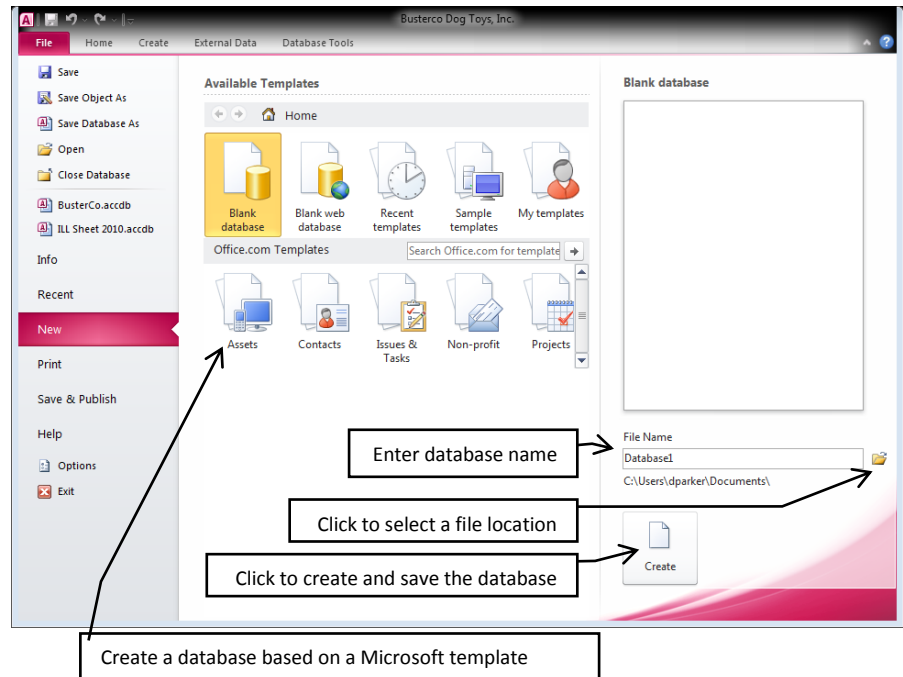 Busterco Dog Toys, Inc.
File Home Create External Data Database Tools
Save
Save Object As
Save Database As
Open
Close Database
BusterCo.accdb
ILL Sheet 2010.accdb
Info
Recent
New
Print
Save & Publish
Help
Options
Exit
Available Templates
Home
Blank database
Blank web database
Recent templates
Sample templates
My templates
Office.com Templates
Search Office.com for template
Assets
Contacts
Issues & Tasks
Non-profit
Projects
Blank database
File Name
Database1
C:\Users\dparker\Documents\
Create
Enter database name
Click to select a file location
Click to create and save the database
Create a database based on a Microsoft template